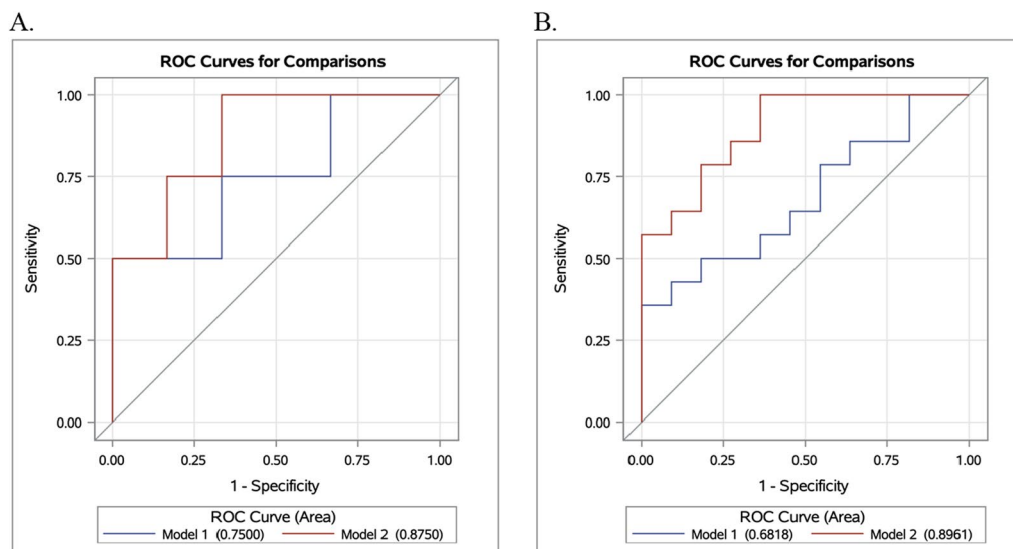 A.
ROC Curves for Comparisons
1.00
0.75
0.50
0.25
0.00
Sensitivity
0.00 0.25 0.50 0.75 1.00
1 - Specificity
ROC Curve (Area)
Model 1 (0.7500) Model 2 (0.8750)
B.
ROC Curves for Comparisons
1.00
0.75
0.50
0.25
0.00
Sensitivity
0.00 0.25 0.50 0.75 1.00
1 - Specificity
ROC Curve (Area)
Model 1 (0.6818) Model 2 (0.8961)